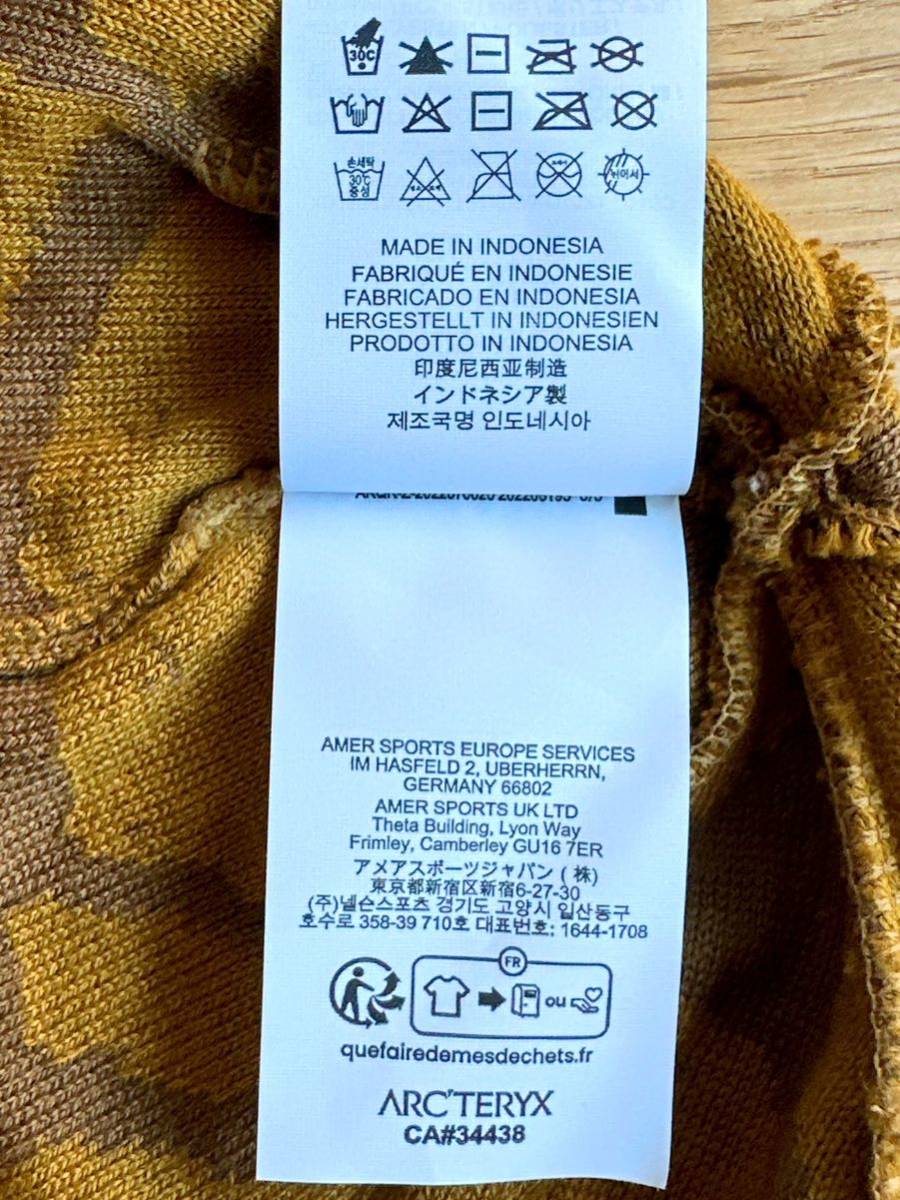 30C
손세탁
30℃
중성
MADE IN INDONESIA
FABRIQUÉ EN INDONESIE
FABRICADO EN INDONESIA
HERGESTELLT IN INDONESIEN
PRODOTTO IN INDONESIA
印度尼西亚制造
インドネシア製
제조국명 인도네시아
AMER SPORTS EUROPE SERVICES
IM HASFELD 2, UBERHERRN,
GERMANY 66802
AMER SPORTS UK LTD
Theta Building, Lyon Way
Frimley, Camberley GU16 7ER
アメアスポーツジャパン (株)
東京都新宿区新宿6-27-30
(주)넬슨스포츠 경기도 고양시 일산동구
호수로 358-39 710호 대표번호: 1644-1708
FR
ou
quefairedemesdechets.fr
ARC'TERYX
CA#34438